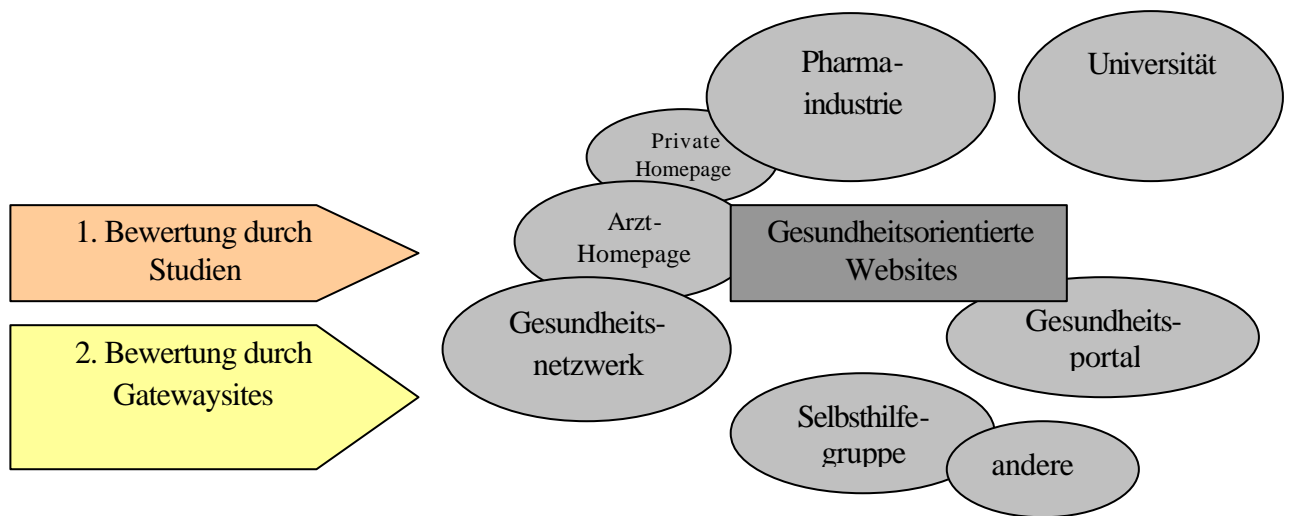 Pharma-
industrie
Universität
Private
Homepage
1. Bewertung durch
Studien
Arzt-
Homepage
Gesundheitsorientierte
Websites
2. Bewertung durch
Gatewaysites
Gesundheits-
netzwerk
Gesundheits-
portal
Selbsthilfe-
gruppe
andere